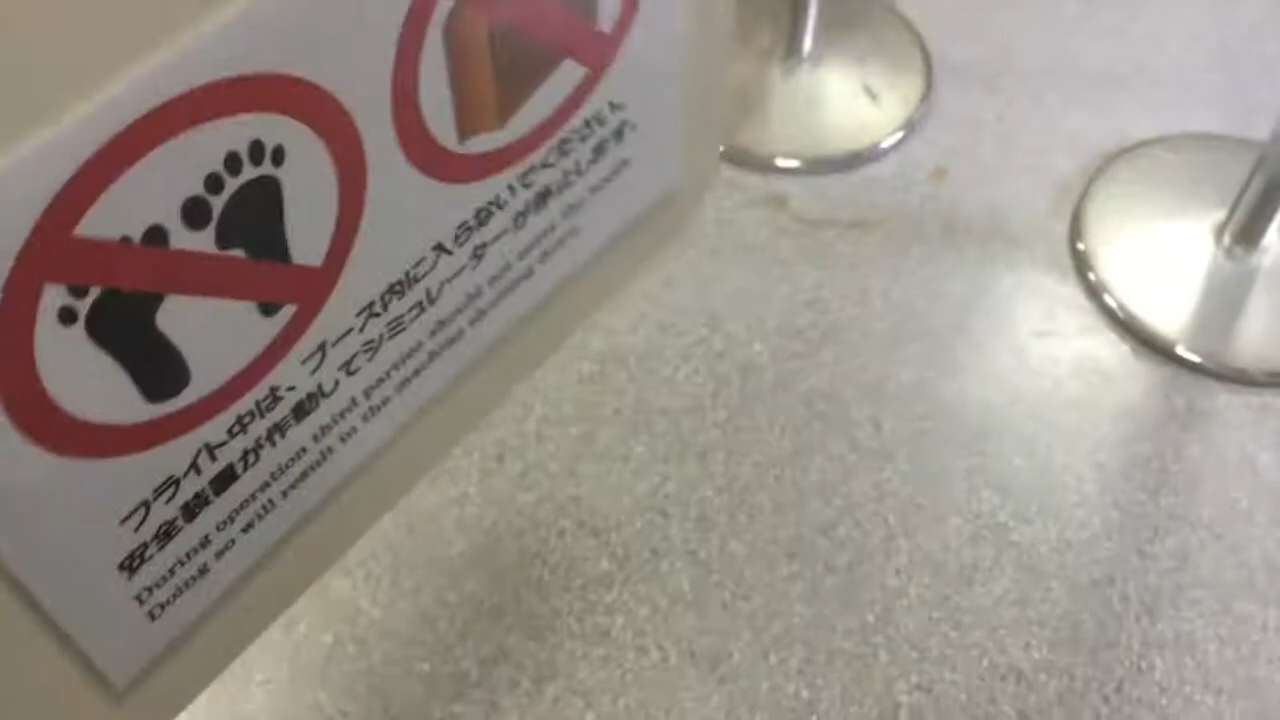 フライト中は、ブース内に入らないでください
安全装置が作動してシミュレーターが停止します
During operation third parties should not enter the booth
Doing so will result in the machine shutting down.